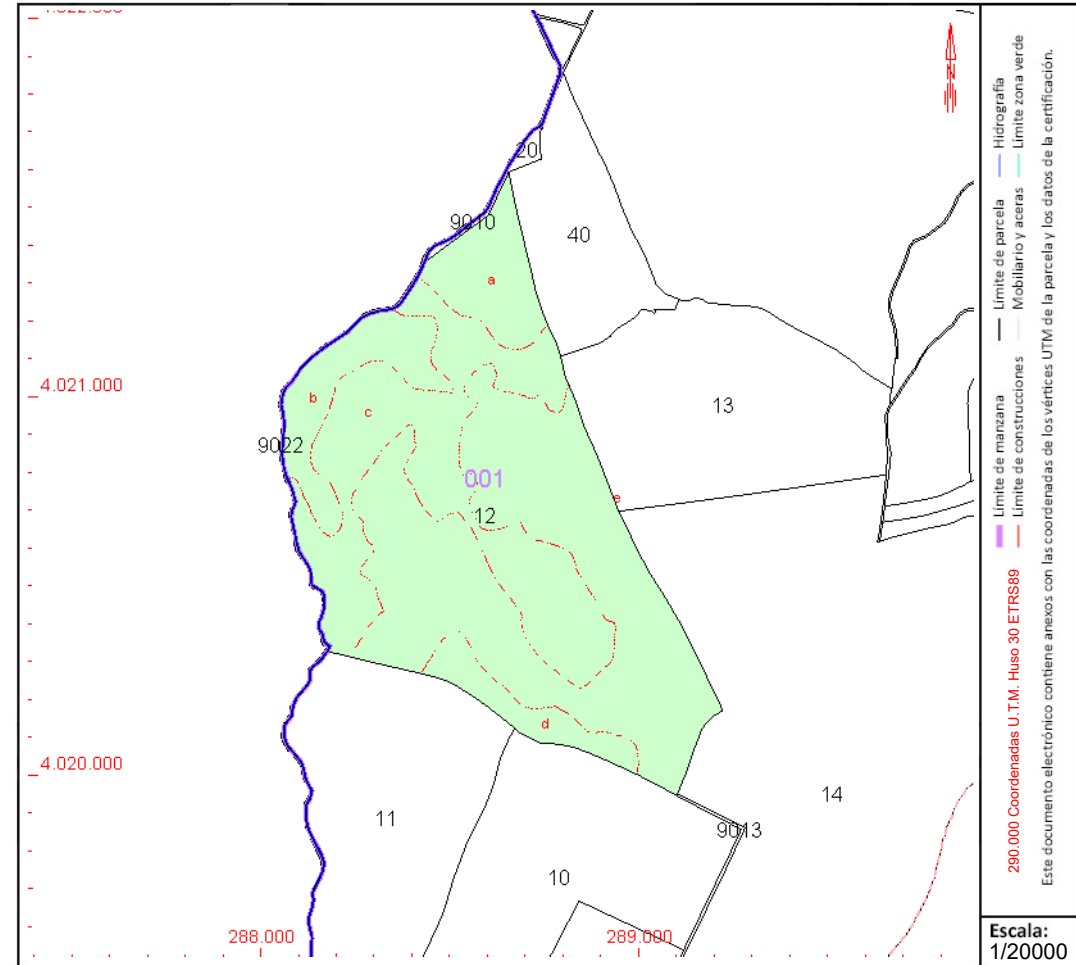 20
9010
40
a
4.021.000
b
c
13
9022
001
e
12
d
4.020.000
14
11
9013
10
288.000
289.000
N
Límite de manzana
Límite de parcela
Hidrografía
Límite de construcciones
Mobiliario y aceras
Límite zona verde
290.000 Coordenadas U.T.M. Huso 30 ETRS89
Este documento electrónico contiene anexos con las coordenadas de los vértices UTM de la parcela y los datos de la certificación.
Escala:
1/20000